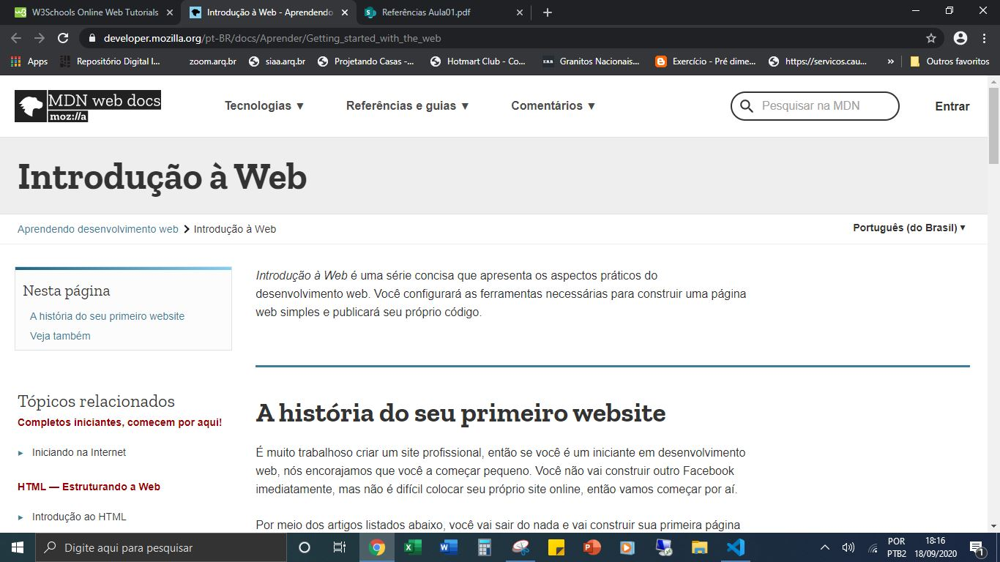 W3Schools Online Web Tutorials
Introdução à Web - Aprendendo
Referências Aula01.pdf
developer.mozilla.org/pt-BR/docs/Aprender/Getting_started_with_the_web
Apps
Repositório Digital I...
zoom.arq.br
siaa.arq.br
Projetando Casas -...
Hotmart Club - Co...
Granitos Nacionais...
Exercício - Pré dime...
https://servicos.cau...
»
Outros favoritos
MDN web docs
moz://a
Tecnologias ▼
Referências e guias ▼
Comentários ▼
Pesquisar na MDN
Entrar
Introdução à Web
Aprendendo desenvolvimento web
Introdução à Web
Português (do Brasil) ▼
Nesta página
A história do seu primeiro website
Veja também
Tópicos relacionados
Completos iniciantes, comecem por aqui!
Iniciando na Internet
HTML — Estruturando a Web
Introdução ao HTML
Introdução à Web é uma série concisa que apresenta os aspectos práticos do
desenvolvimento web. Você configurará as ferramentas necessárias para construir uma página
web simples e publicará seu próprio código.
A história do seu primeiro website
É muito trabalhoso criar um site profissional, então se você é um iniciante em desenvolvimento
web, nós encorajamos que você a começar pequeno. Você não vai construir outro Facebook
imediatamente, mas não é difícil colocar seu próprio site online, então vamos começar por aí.
Por meio dos artigos listados abaixo, você vai sair do nada e vai construir sua primeira página
Digite aqui para pesquisar
POR
PTB2
18:16
18/09/2020
1